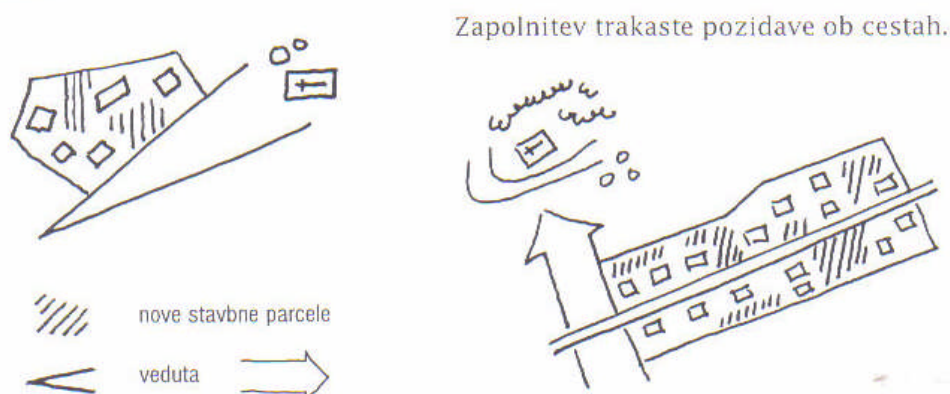 Zapolnitev trakaste pozidave ob cestah.
nove stavbne parcele
veduta